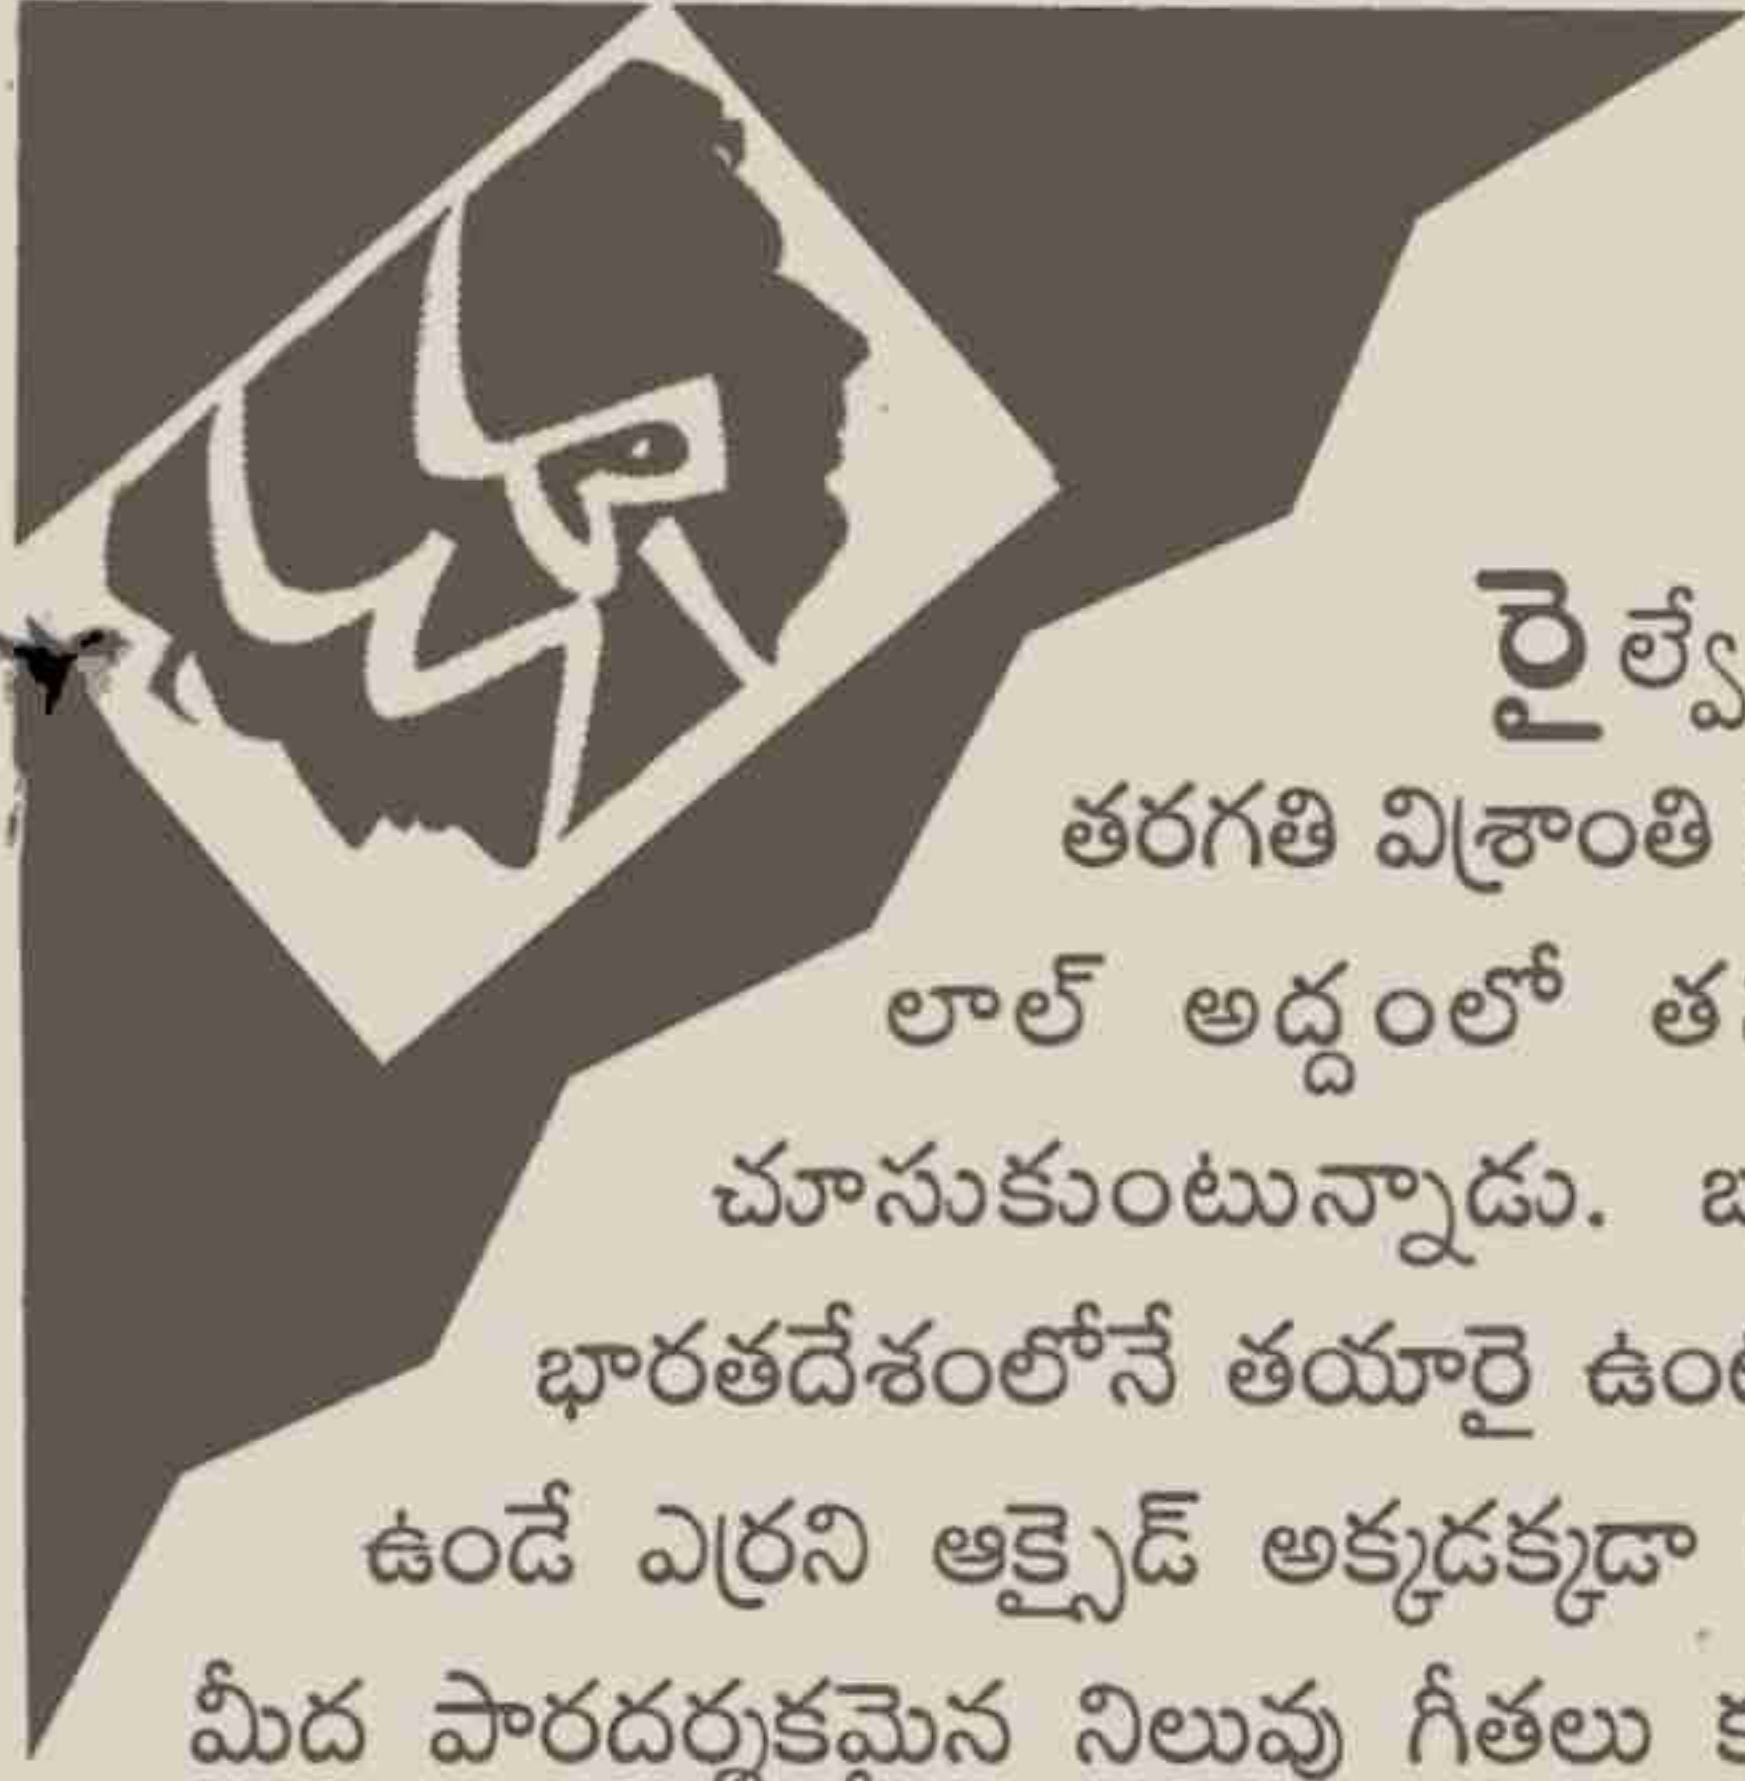 రైల్వే
తరగతి విశ్రాంతి
లాల్ అద్దంలో
చూసుకుంటున్నాడు.
భారతదేశంలోనే తయారై
ఉండే ఎర్రని ఆక్సైడ్ అక్కడక్కడా
మీద పారదర్శకమైన నిలువు గీతలు